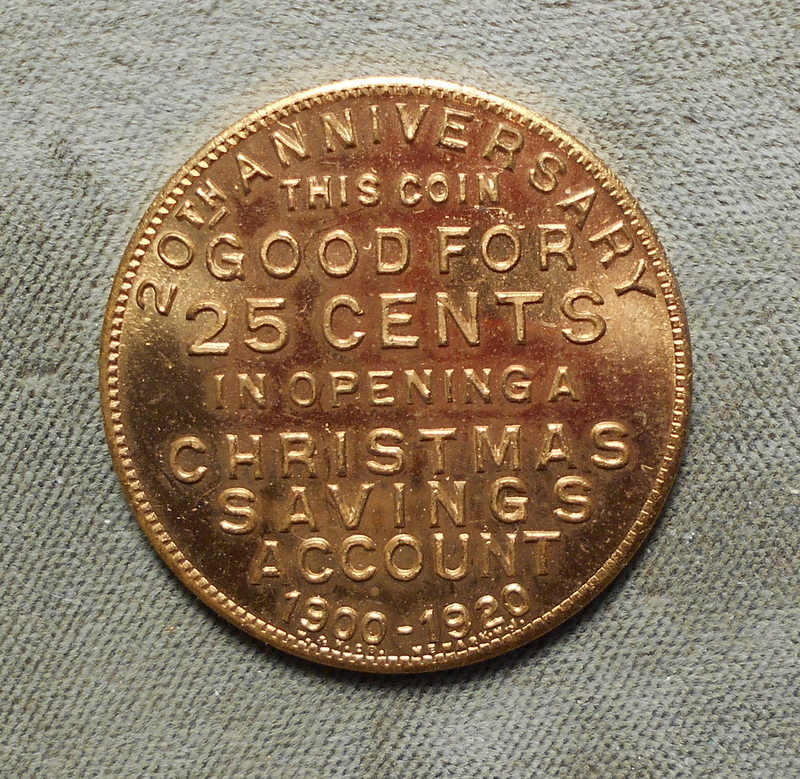 20TH ANNIVERSARY
THIS COIN
GOOD FOR
25 CENTS
IN OPENING A
CHRISTMAS
SAVINGS
ACCOUNT
1900-1920